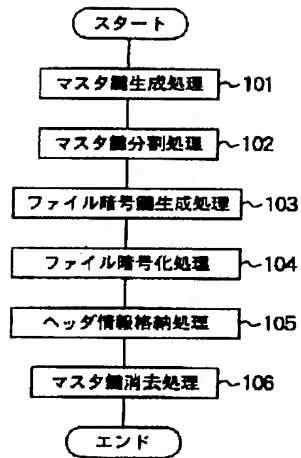 スタート
マスタ鍵生成処理 101
マスタ鍵分割処理 102
ファイル暗号鍵生成処理 103
ファイル暗号化処理 104
ヘッダ情報格納処理 105
マスタ鍵消去処理 106
エンド